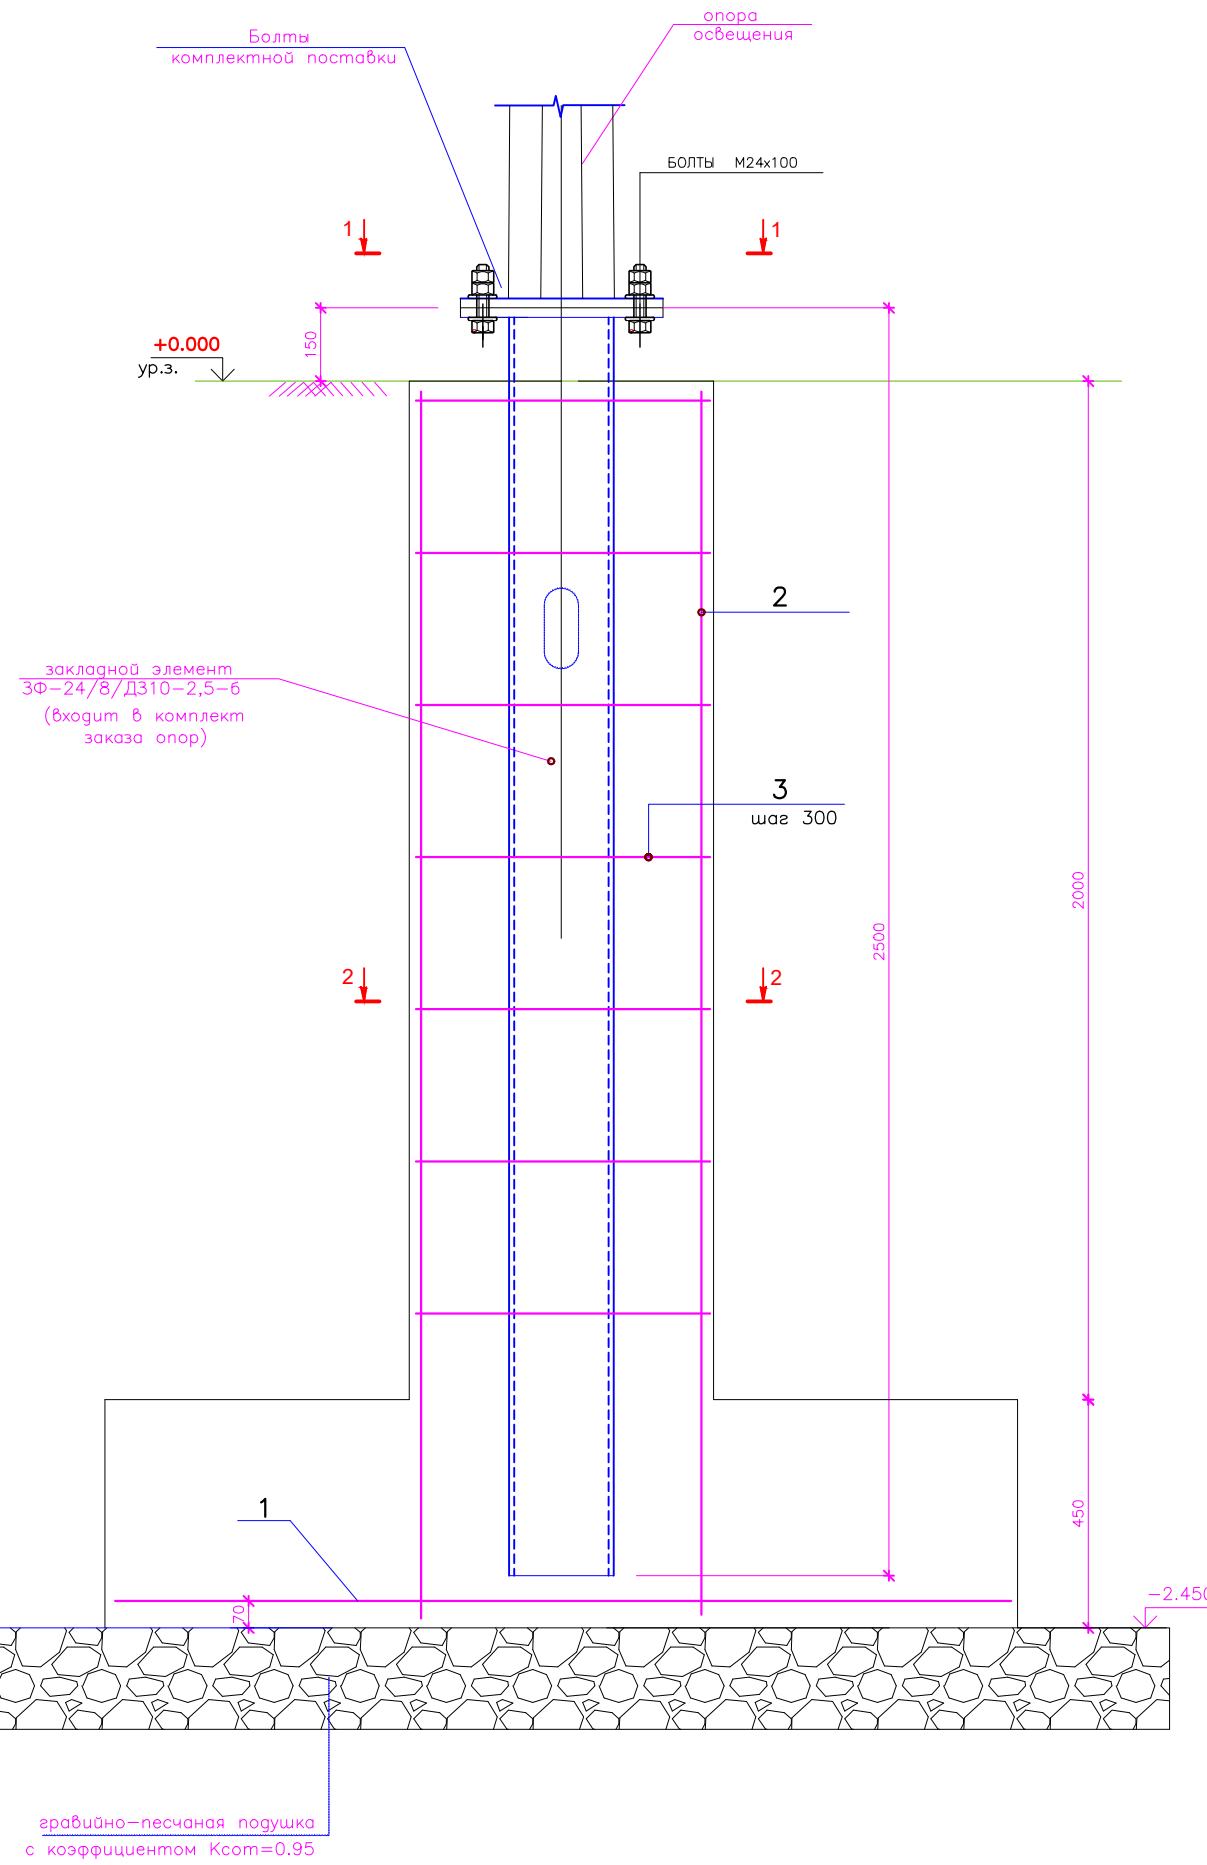 опора
освещения
Болты
комплектной поставки
БОЛТЫ М24х100
1
1
150
+0.000
ур.з.
2
закладной элемент
ЗФ-24/8/Д310-2,5-б
(входит в комплект
заказа опор)
3
шаг 300
2000
2500
2
2
1
450
70
-2.450
гравийно-песчаная подушка
с коэффициентом Ксот=0.95